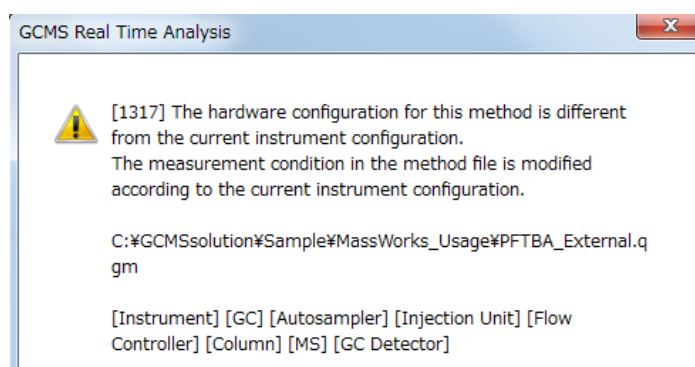 GCMS Real Time Analysis
[1317] The hardware configuration for this method is different
from the current instrument configuration.
The measurement condition in the method file is modified
according to the current instrument configuration.
C:¥GCMSsolution¥Sample¥MassWorks_Usage¥PFTBA_External.q
gm
[Instrument] [GC] [Autosampler] [Injection Unit] [Flow
Controller] [Column] [MS] [GC Detector]